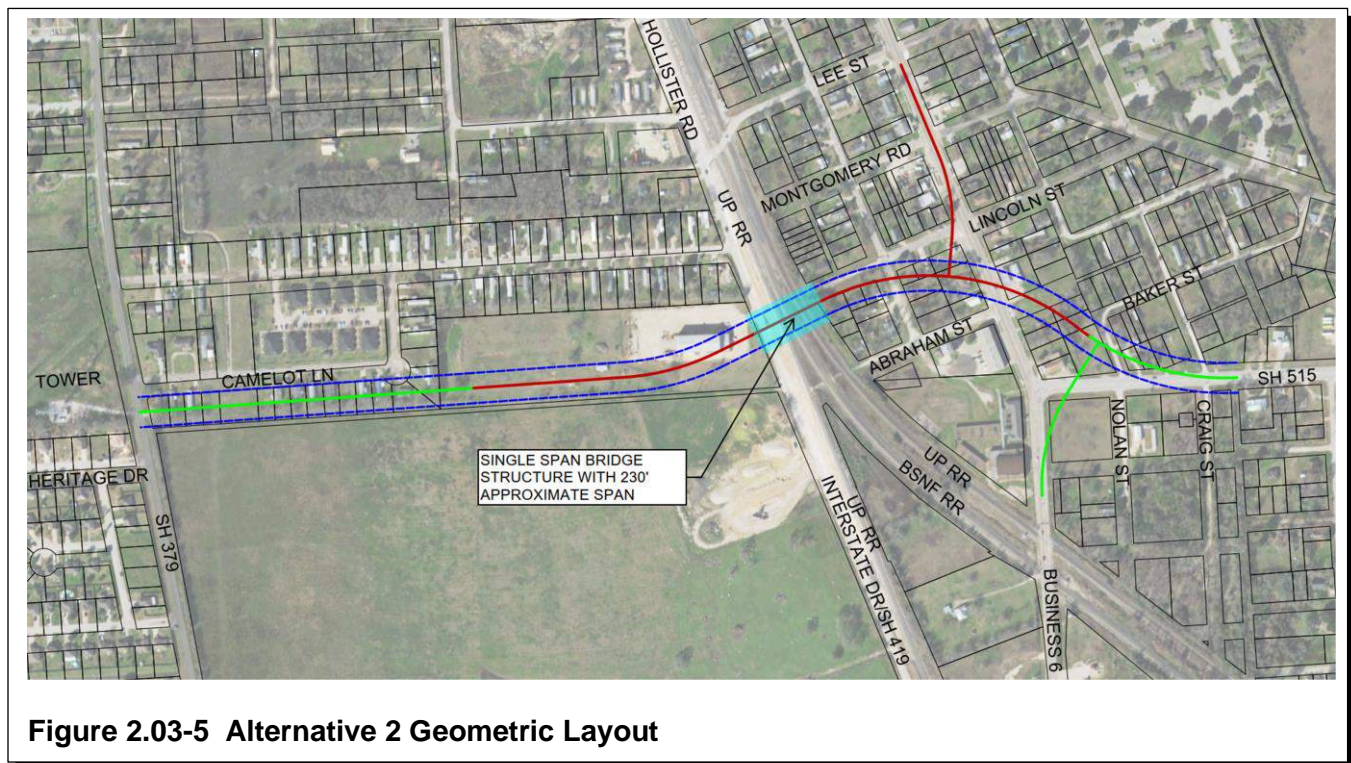 HOLLISTER RD
LEE ST
MONTGOMERY RD
UP RR
LINCOLN ST
BAKER ST
ABRAHAM ST
TOWER
CAMELOT LN
SH 515
NOLAN ST
CRAIG ST
SINGLE SPAN BRIDGE
STRUCTURE WITH 230'
APPROXIMATE SPAN
HERITAGE DR
UP RR
BSNF RR
UP RR
INTERSTATE DR/SH 419
SH 379
BUSINESS 6
Figure 2.03-5 Alternative 2 Geometric Layout